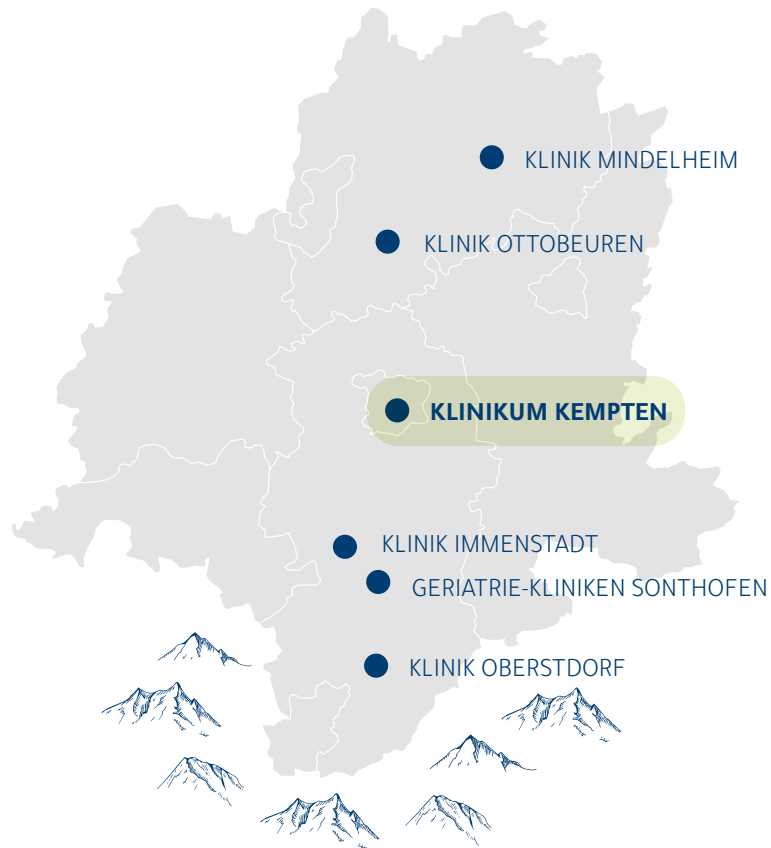 KLINIK MINDELHEIM
KLINIK OTTOBEUREN
KLINIKUM KEMPTEN
KLINIK IMMENSTADT
GERIATRIE-KLINIKEN SONTHOFEN
KLINIK OBERSTDORF